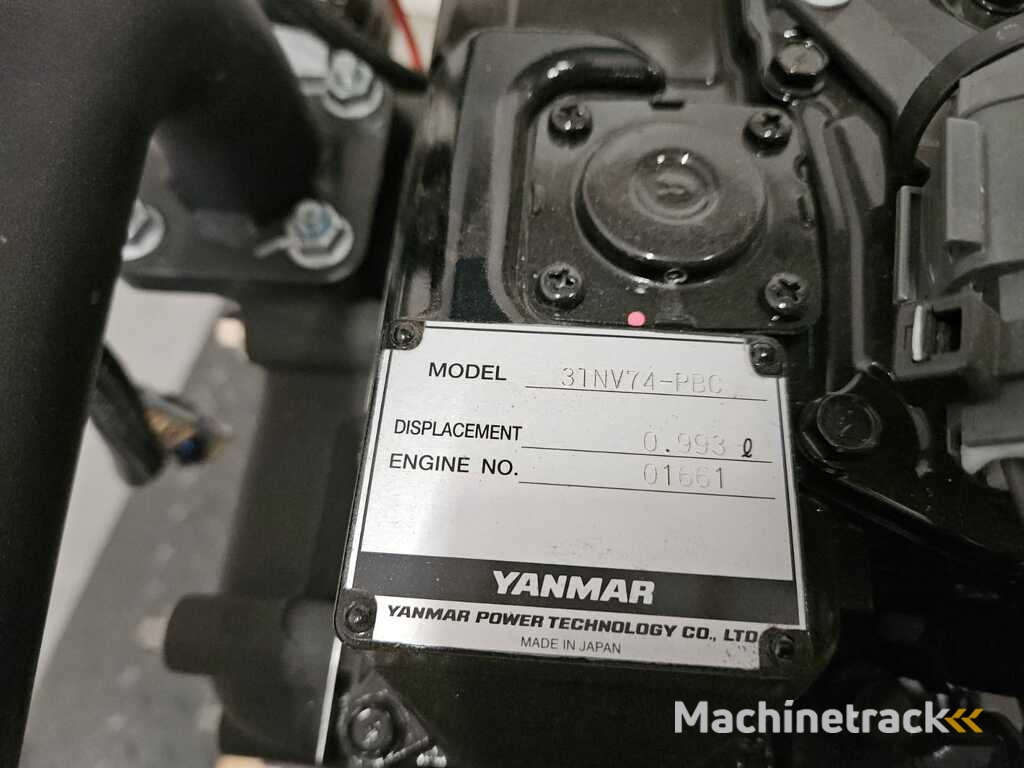 MODEL 3TNV74-PBC
DISPLACEMENT 0.993 ℓ
ENGINE NO. 01661
YANMAR
YANMAR POWER TECHNOLOGY CO., LTD
MADE IN JAPAN
Machinetrack